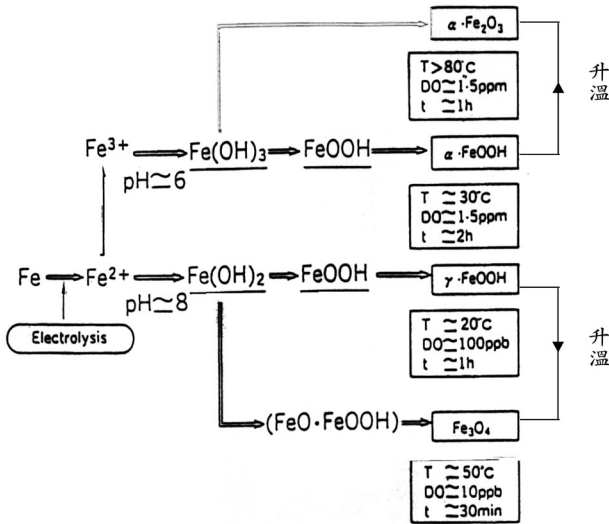 α·Fe₂O₃
T>80℃
DO≃1·5ppm
t ≃1h
升溫
Fe³⁺
Fe(OH)₃
FeOOH
α·FeOOH
pH≃6
T ≃30℃
DO≃1·5ppm
t ≃2h
Fe
Fe²⁺
Fe(OH)₂
FeOOH
γ·FeOOH
pH≃8
Electrolysis
T ≃20℃
DO≃100ppb
t ≃1h
升溫
(FeO·FeOOH)
Fe₃O₄
T ≃50℃
DO≃10ppb
t ≃30min